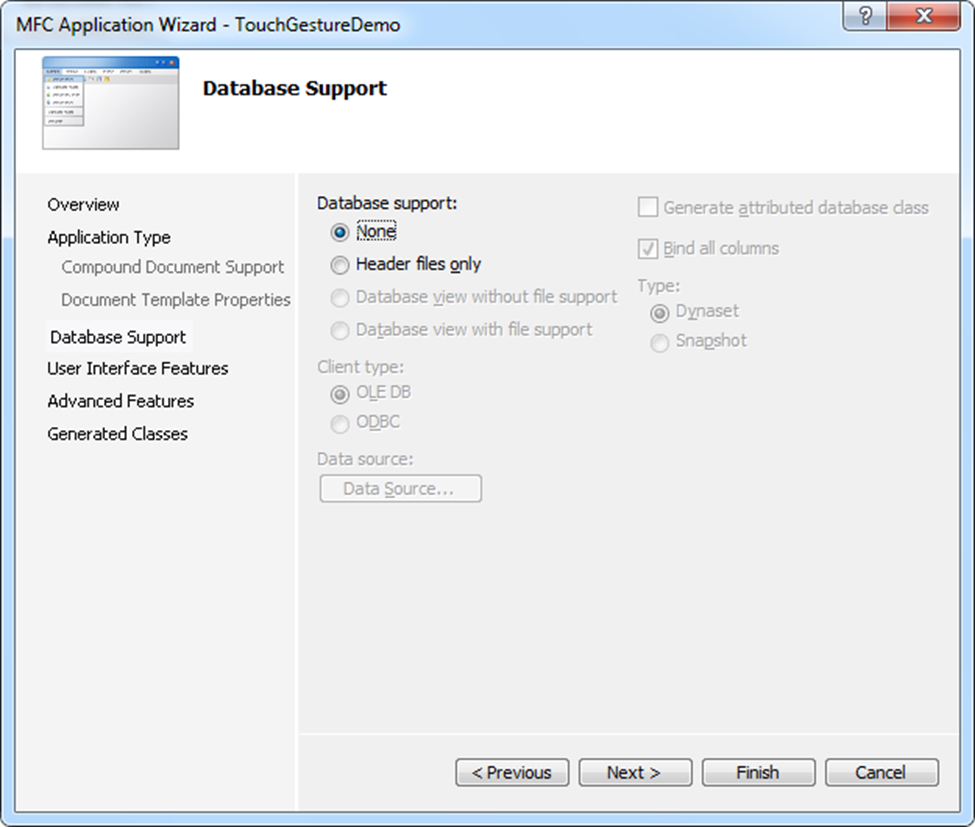 MFC Application Wizard - TouchGestureDemo
Database Support
Overview
Application Type
Compound Document Support
Document Template Properties
Database Support
User Interface Features
Advanced Features
Generated Classes
Database support:
None
Header files only
Database view without file support
Database view with file support
Client type:
OLE DB
ODBC
Data source:
Data Source...
Generate attributed database class
Bind all columns
Type:
Dynaset
Snapshot
< Previous
Next >
Finish
Cancel